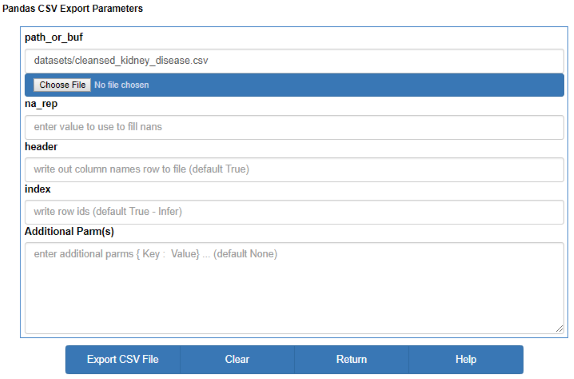 Pandas CSV Export Parameters
path_or_buf
datasets/cleansed_kidney_disease.csv
Choose File No file chosen
na_rep
enter value to use to fill nans
header
write out column names row to file (default True)
index
write row ids (default True - Infer)
Additional Parm(s)
enter additional parms { Key : Value} ... (default None)
Export CSV File Clear Return Help